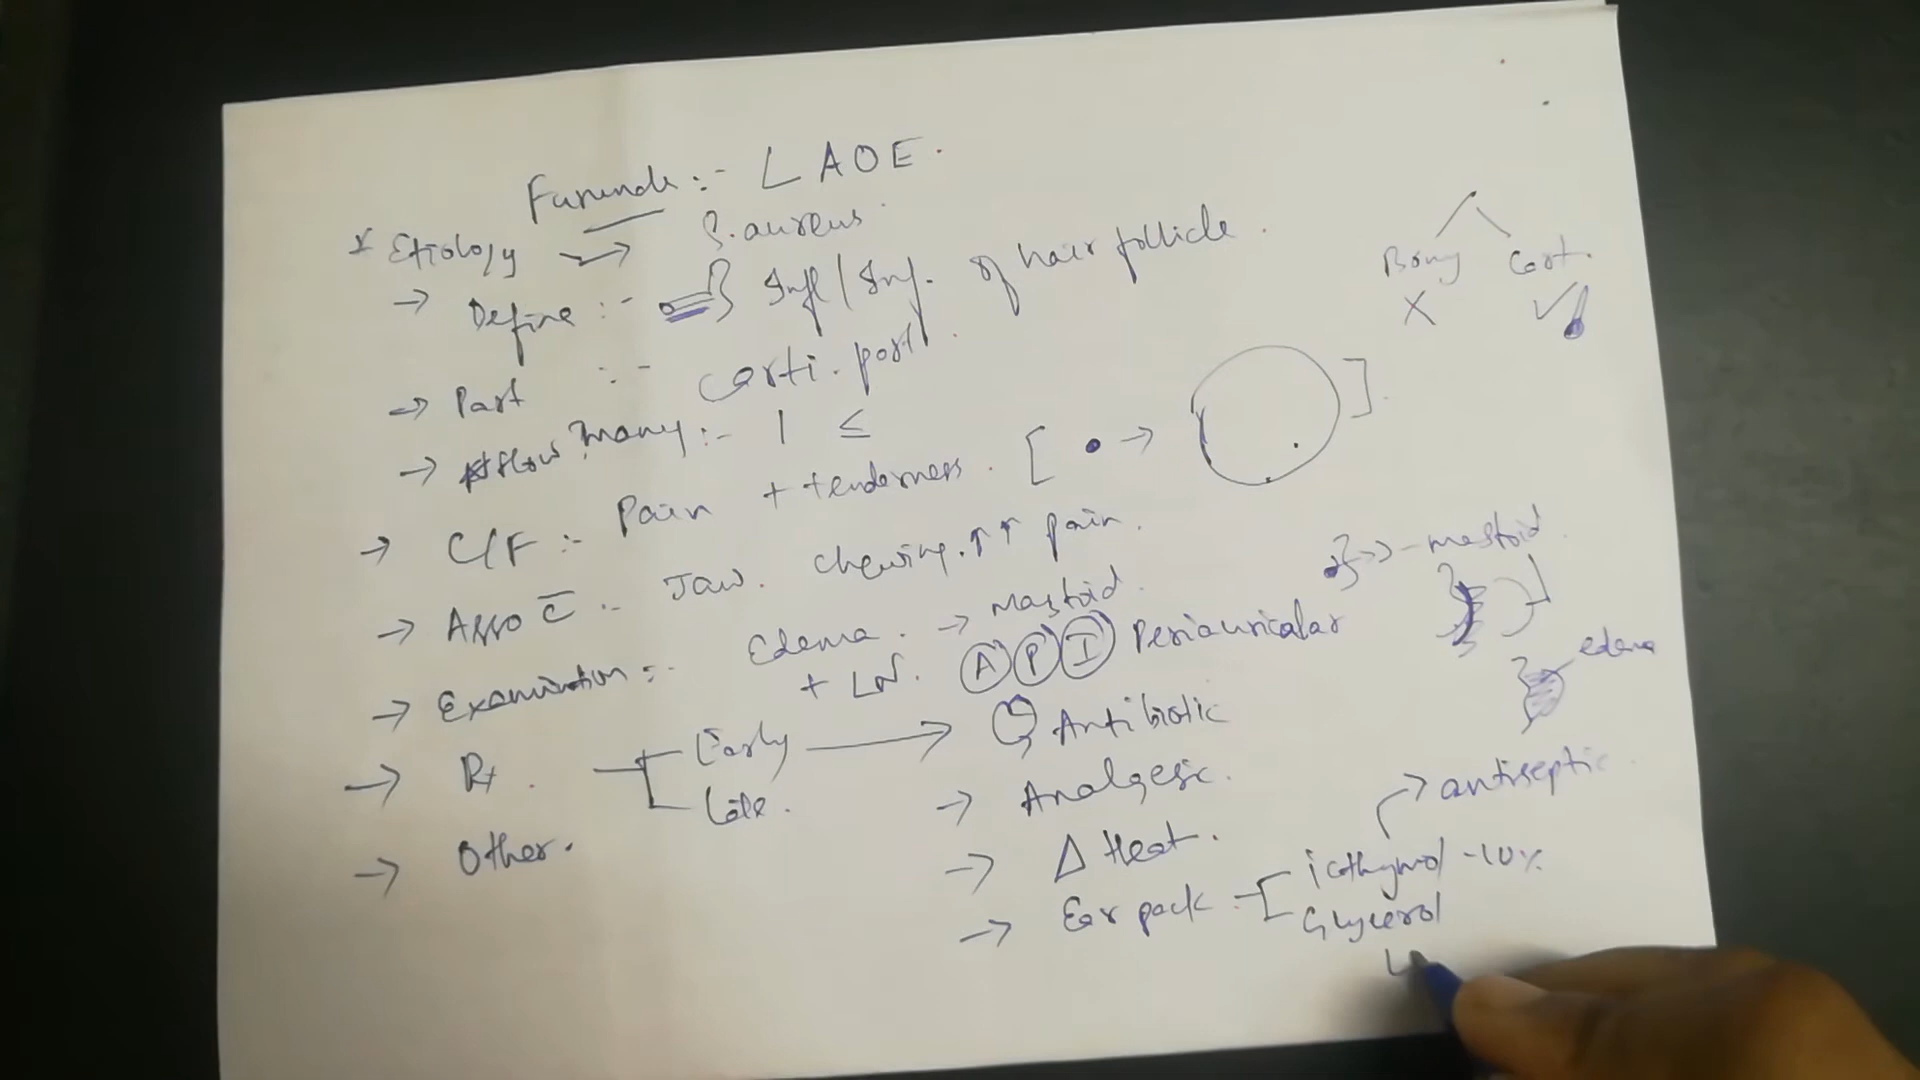 Furuncle :- LAOE.
* Etiology → S. aureus.
→ Define :- Infl / Inf. of hair follicle.
→ Part :- Carti. part.
→ How many :- 1 ≤
→ C/F :- Pain + tenderness. [ • → ]
→ Asso c̄ :- Jaw. Chewing. ↑↑ pain.
→ Examination :- Edema. → Mastoid.
+ LN. A P I Periauricular
→ Rx. Early → Antibiotic
Late. → Analgesic.
→ Other. → Δ Heat.
→ Ear pack :- icthymol -10%
Glycerol
→ antiseptic.
Bony Cart.
X ✓
→ - mastoid.
edema